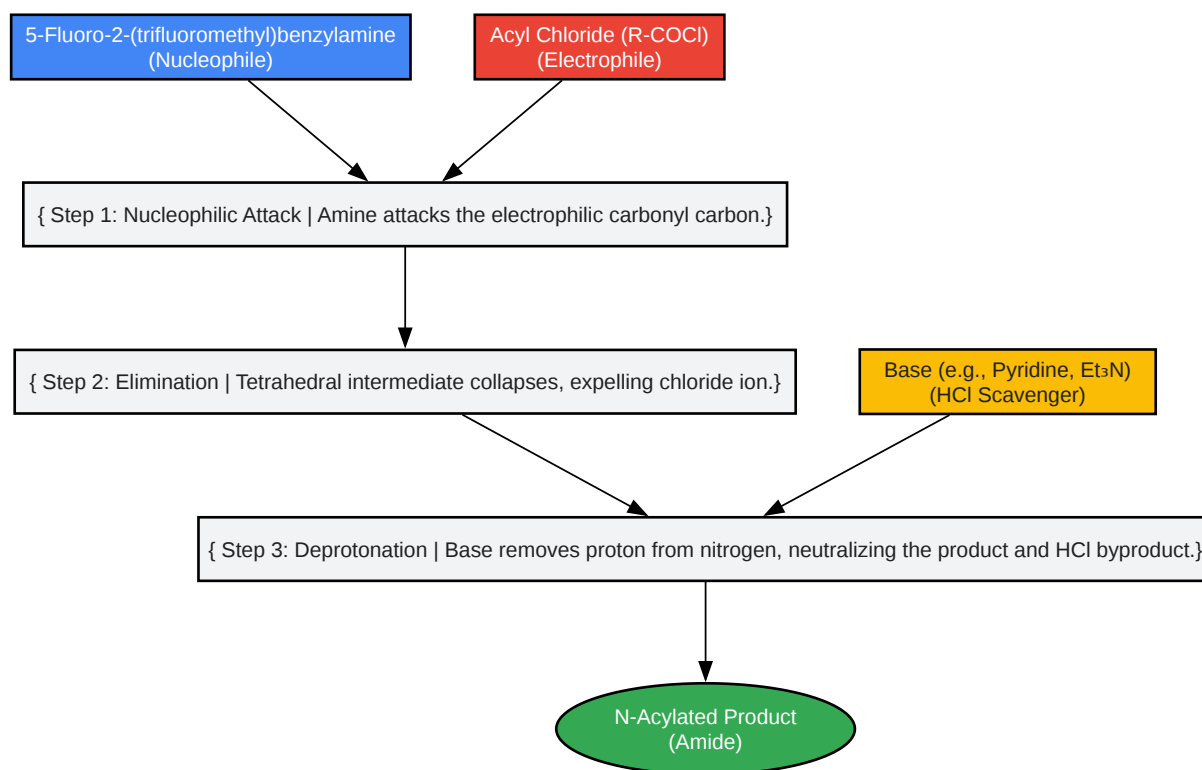 5-Fluoro-2-(trifluoromethyl)benzylamine
(Nucleophile)
Acyl Chloride (R-COCl)
(Electrophile)
{ Step 1: Nucleophilic Attack | Amine attacks the electrophilic carbonyl carbon.}
{ Step 2: Elimination | Tetrahedral intermediate collapses, expelling chloride ion.}
Base (e.g., Pyridine, Et₃N)
(HCl Scavenger)
{ Step 3: Deprotonation | Base removes proton from nitrogen, neutralizing the product and HCl byproduct.}
N-Acylated Product
(Amide)